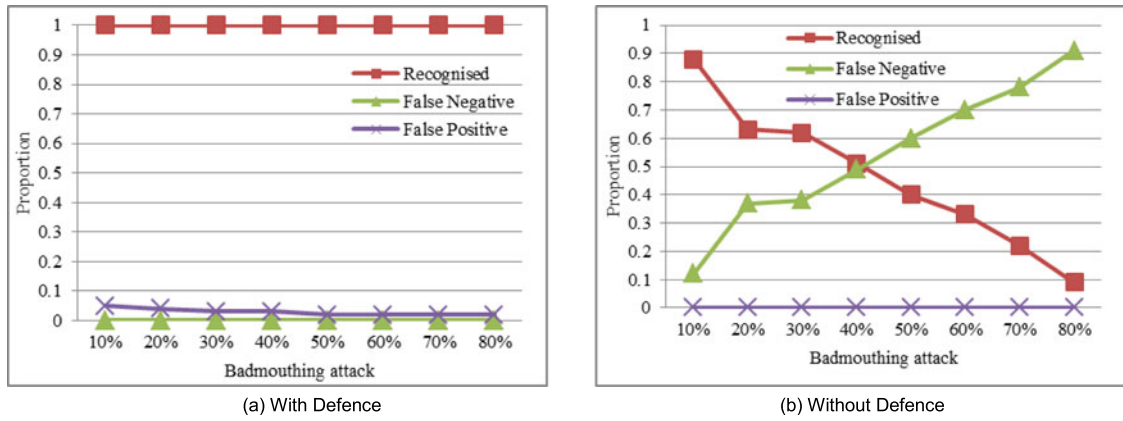 1
0.9
0.8
0.7
0.6
0.5
0.4
0.3
0.2
0.1
0
Proportion
Recognised
False Negative
False Positive
10% 20% 30% 40% 50% 60% 70% 80%
Badmouthing attack
(a) With Defence
1
0.9
0.8
0.7
0.6
0.5
0.4
0.3
0.2
0.1
0
Proportion
Recognised
False Negative
False Positive
10% 20% 30% 40% 50% 60% 70% 80%
Badmouthing attack
(b) Without Defence